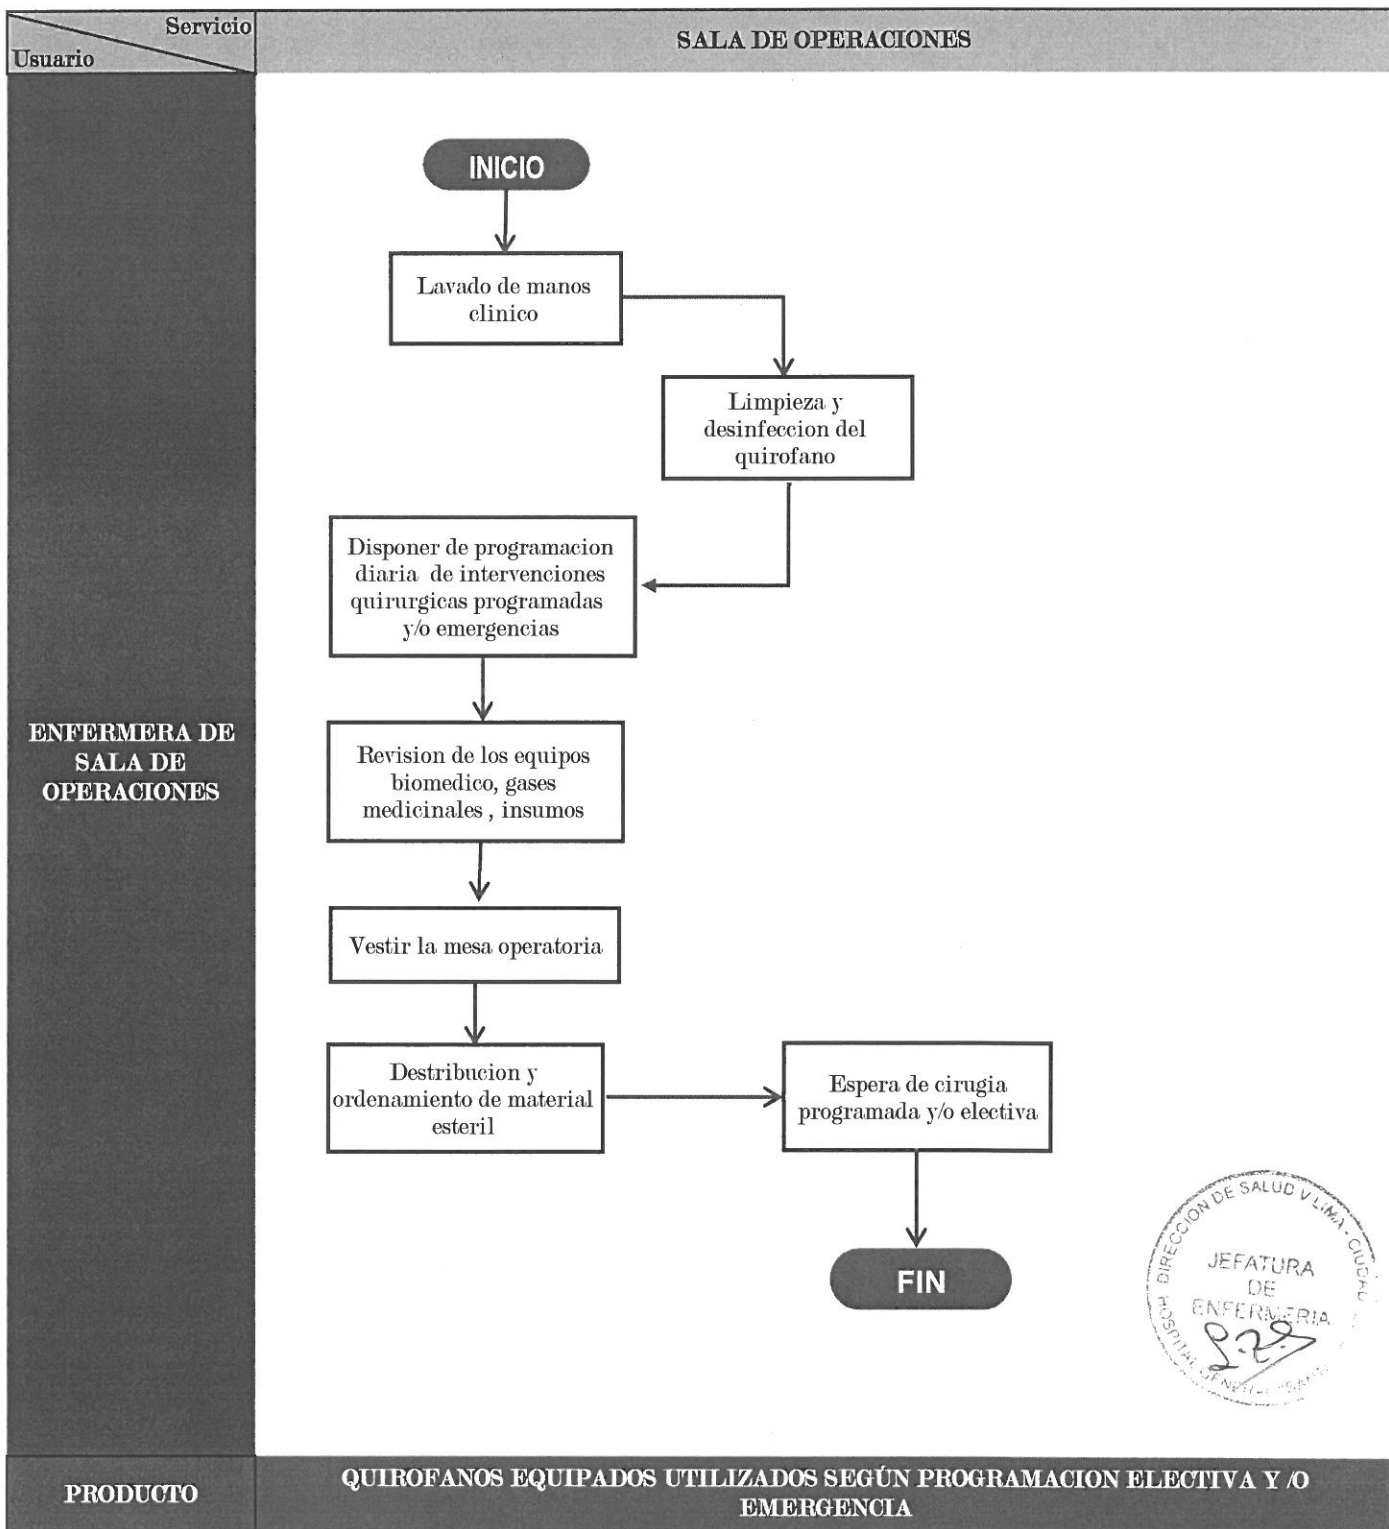 Servicio
Usuario
SALA DE OPERACIONES
INICIO
Lavado de manos
clinico
Limpieza y
desinfeccion del
quirofano
Disponer de programacion
diaria de intervenciones
quirurgicas programadas
y/o emergencias
ENFERMERA DE
SALA DE
OPERACIONES
Revision de los equipos
biomedico, gases
medicinales , insumos
Vestir la mesa operatoria
Destribucion y
ordenamiento de material
esteril
Espera de cirugia
programada y/o electiva
FIN
DIRECCION DE SALUD V LIMA - CIUDAD
JEFATURA
DE
ENFERMERIA
HOSPITAL
PRODUCTO
QUIROFANOS EQUIPADOS UTILIZADOS SEGÚN PROGRAMACION ELECTIVA Y /O
EMERGENCIA